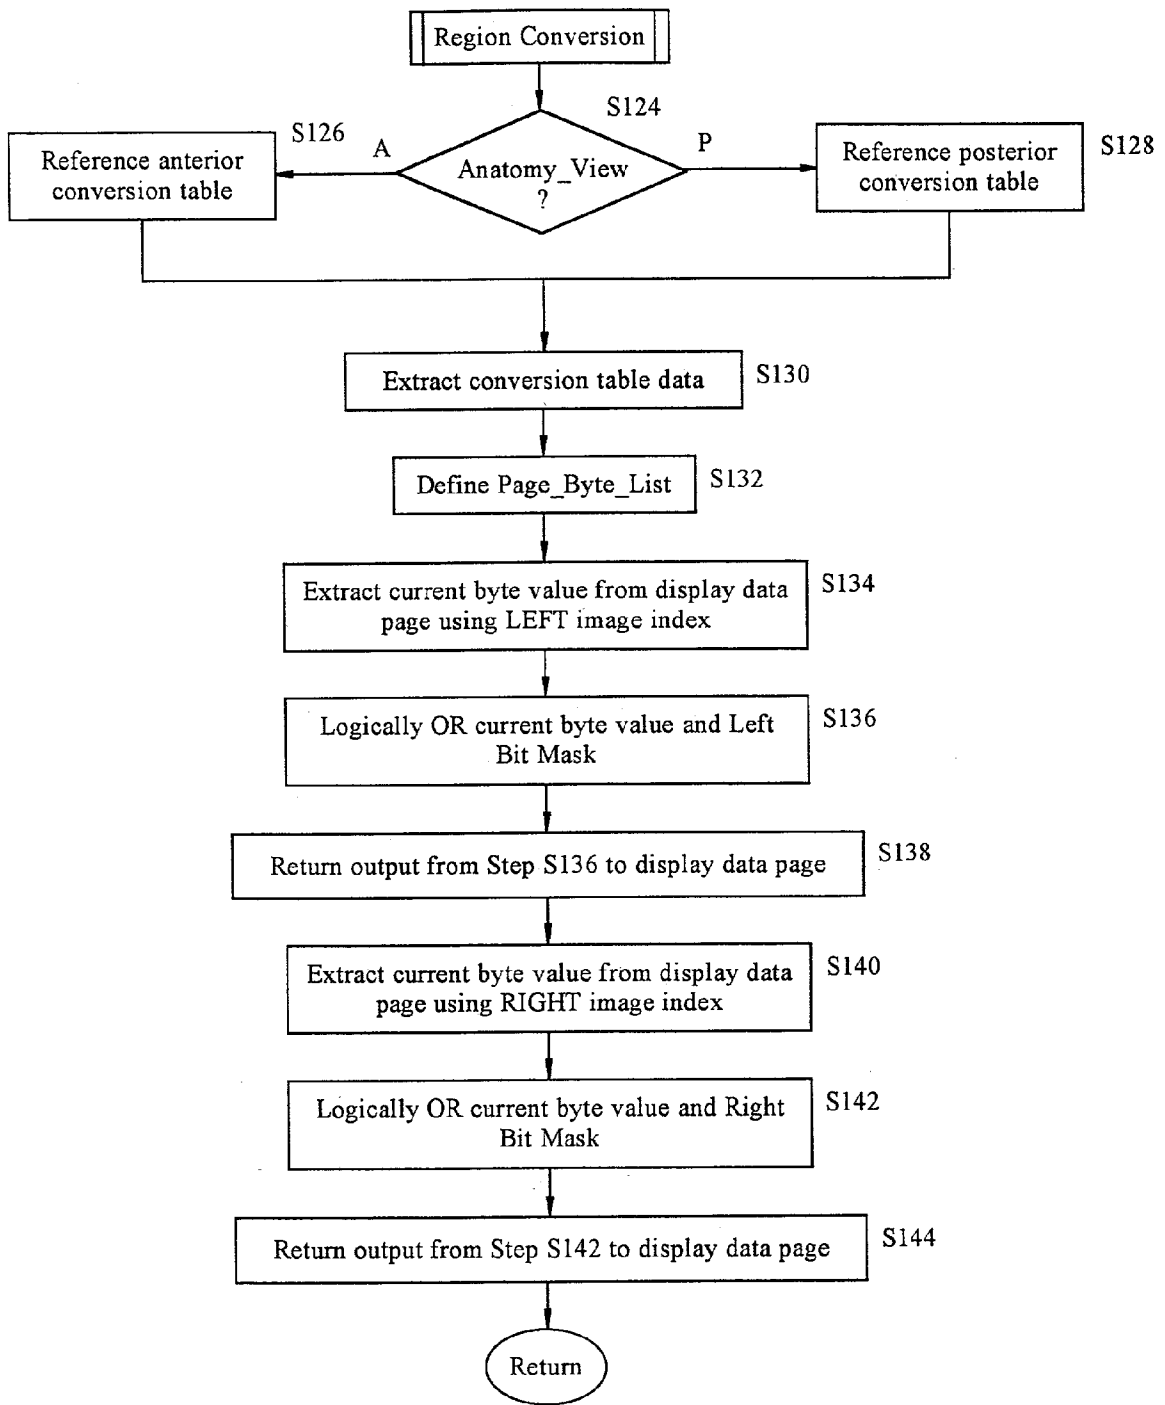 Region Conversion
S124
S126
A
P
Reference anterior
conversion table
Anatomy_View
?
Reference posterior
conversion table
S128
Extract conversion table data
S130
Define Page_Byte_List
S132
Extract current byte value from display data
page using LEFT image index
S134
Logically OR current byte value and Left
Bit Mask
S136
Return output from Step S136 to display data page
S138
Extract current byte value from display data
page using RIGHT image index
S140
Logically OR current byte value and Right
Bit Mask
S142
Return output from Step S142 to display data page
S144
Return